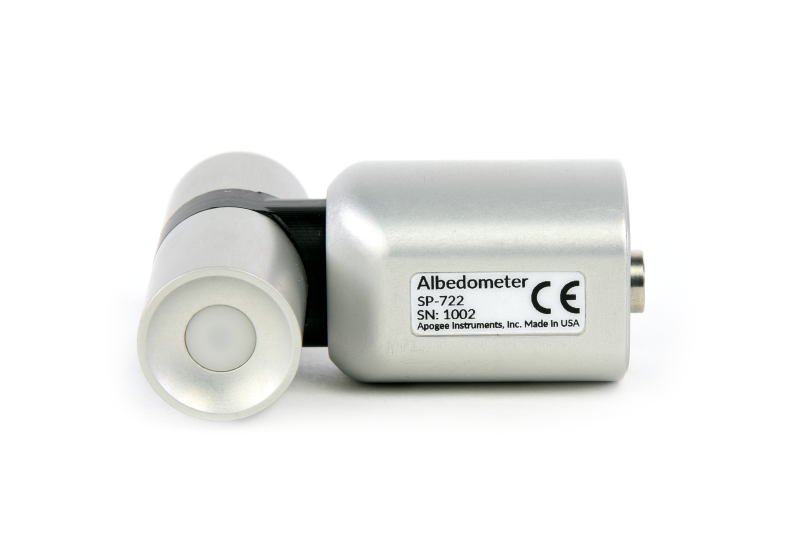 Albedometer
SP-722
SN: 1002
Apogee Instruments, Inc. Made in USA
CE